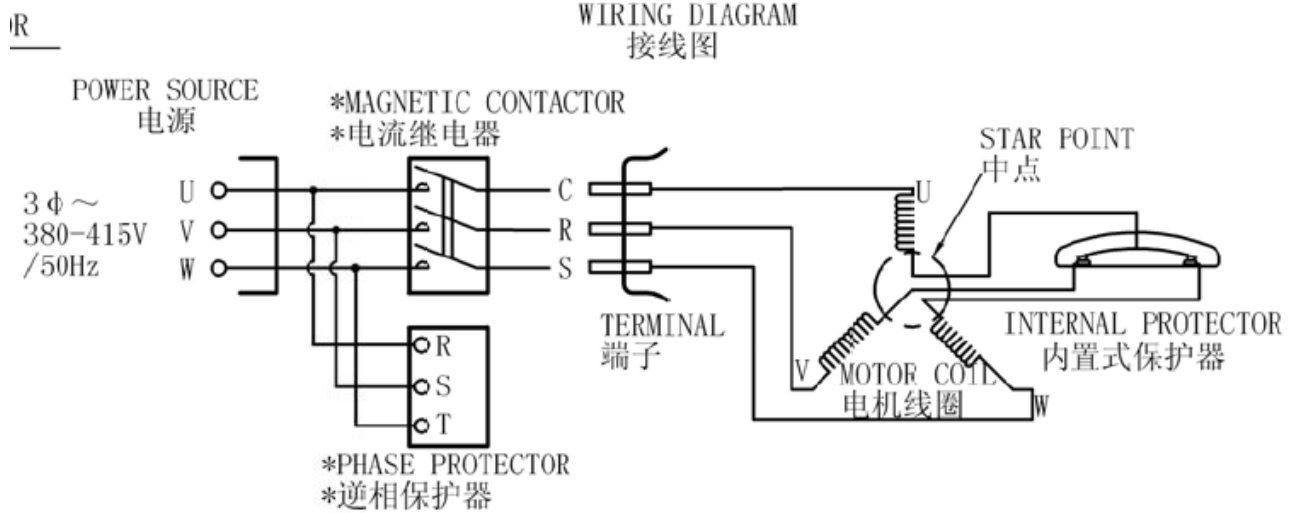 R
WIRING DIAGRAM
接线图
POWER SOURCE
电源
*MAGNETIC CONTACTOR
*电流继电器
STAR POINT
中点
3ϕ～
380-415V
/50Hz
U
V
W
C
R
S
U
TERMINAL
端子
INTERNAL PROTECTOR
内置式保护器
V
MOTOR COIL
电机线圈
W
R
S
T
*PHASE PROTECTOR
*逆相保护器